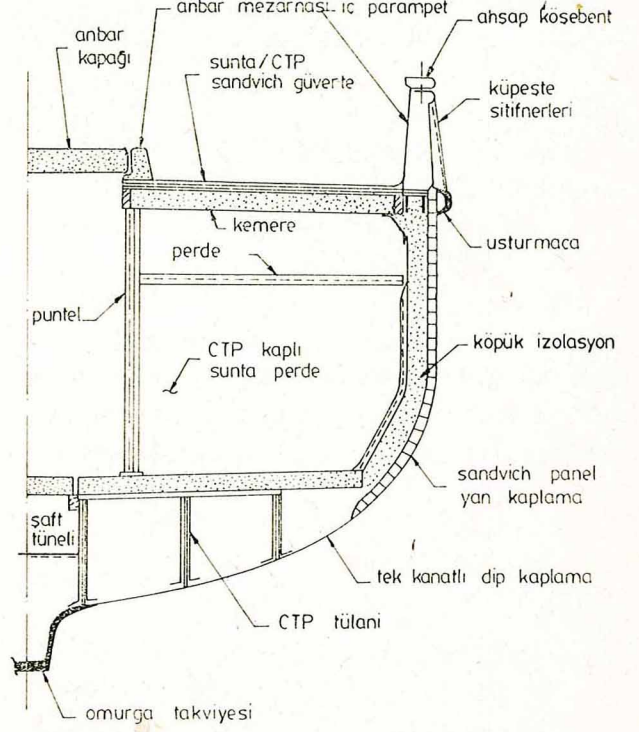 anbar mezarnası iç parampet
ahşap köşebent
anbar
kapağı
sunta/CTP
sandvich güverte
küpeşte
sitifnerleri
kemere
usturmaca
perde
puntel
CTP kaplı
sunta perde
köpük izolasyon
sandvich panel
yan kaplama
şaft
tüneli
tek kanatlı dip kaplama
CTP tülani
omurga takviyesi